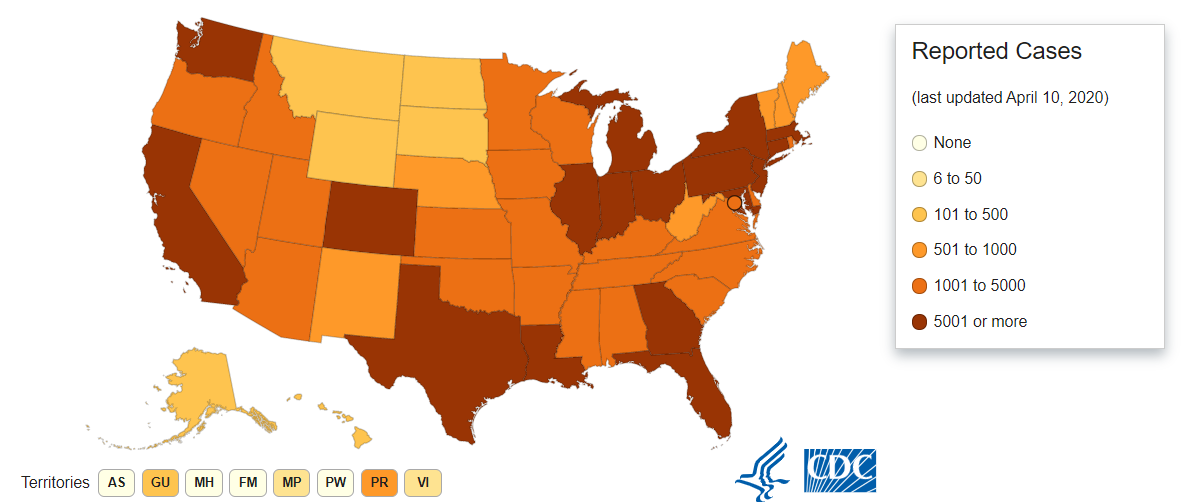 Reported Cases
(last updated April 10, 2020)
None
6 to 50
101 to 500
501 to 1000
1001 to 5000
5001 or more
CDC
Territories AS GU MH FM MP PW PR VI